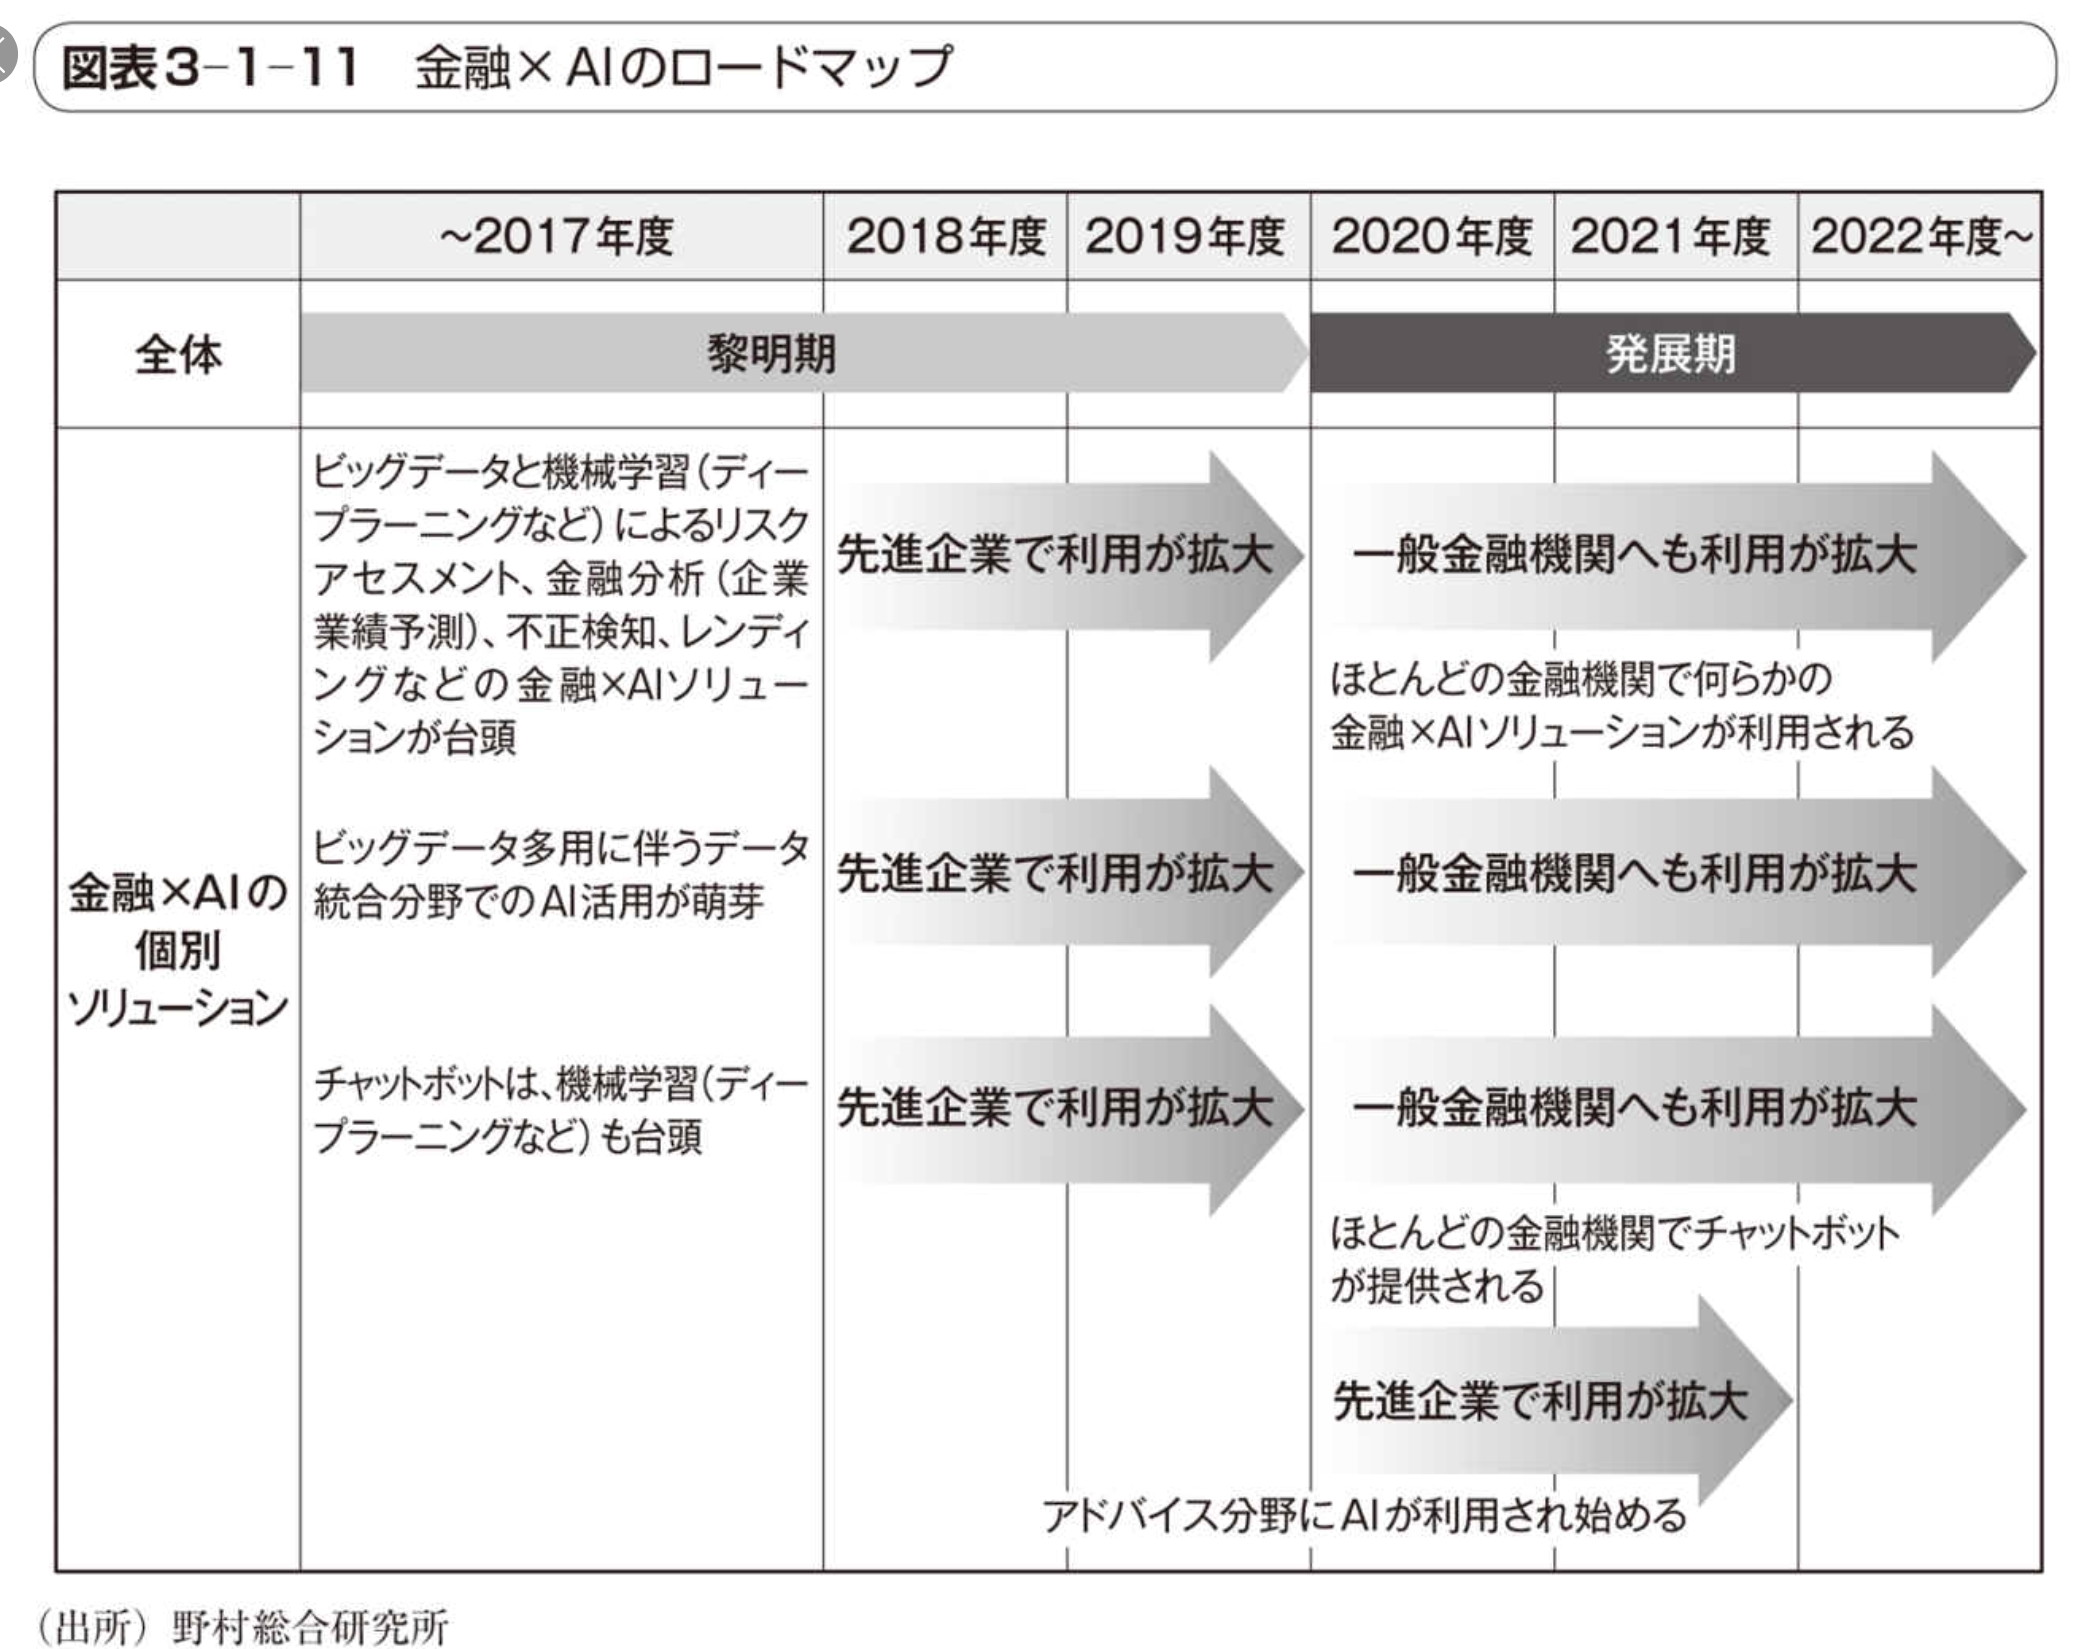 図表3-1-11 金融×AIのロードマップ
～2017年度
2018年度
2019年度
2020年度
2021年度
2022年度～
全体
黎明期
発展期
金融×AIの
個別
ソリューション
ビッグデータと機械学習（ディー
プラーニングなど）によるリスク
アセスメント、金融分析（企業
業績予測）、不正検知、レンディ
ングなどの金融×AIソリュー
ションが台頭
先進企業で利用が拡大
一般金融機関へも利用が拡大
ほとんどの金融機関で何らかの
金融×AIソリューションが利用される
ビッグデータ多用に伴うデータ
統合分野でのAI活用が萌芽
先進企業で利用が拡大
一般金融機関へも利用が拡大
チャットボットは、機械学習（ディー
プラーニングなど）も台頭
先進企業で利用が拡大
一般金融機関へも利用が拡大
ほとんどの金融機関でチャットボット
が提供される
先進企業で利用が拡大
アドバイス分野にAIが利用され始める
（出所）野村総合研究所